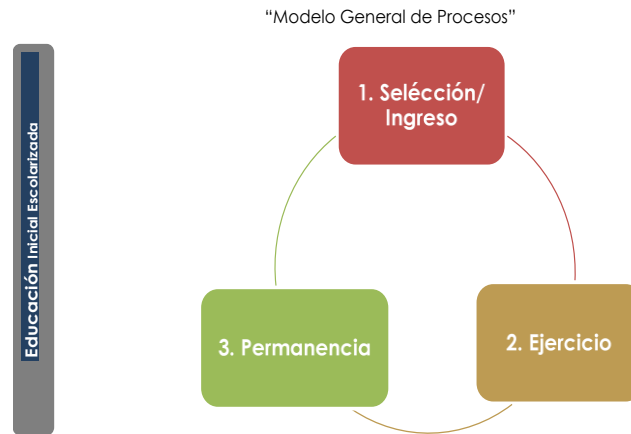 “Modelo General de Procesos”
Educación Inicial Escolarizada
1. Selécción/
Ingreso
3. Permanencia
2. Ejercicio